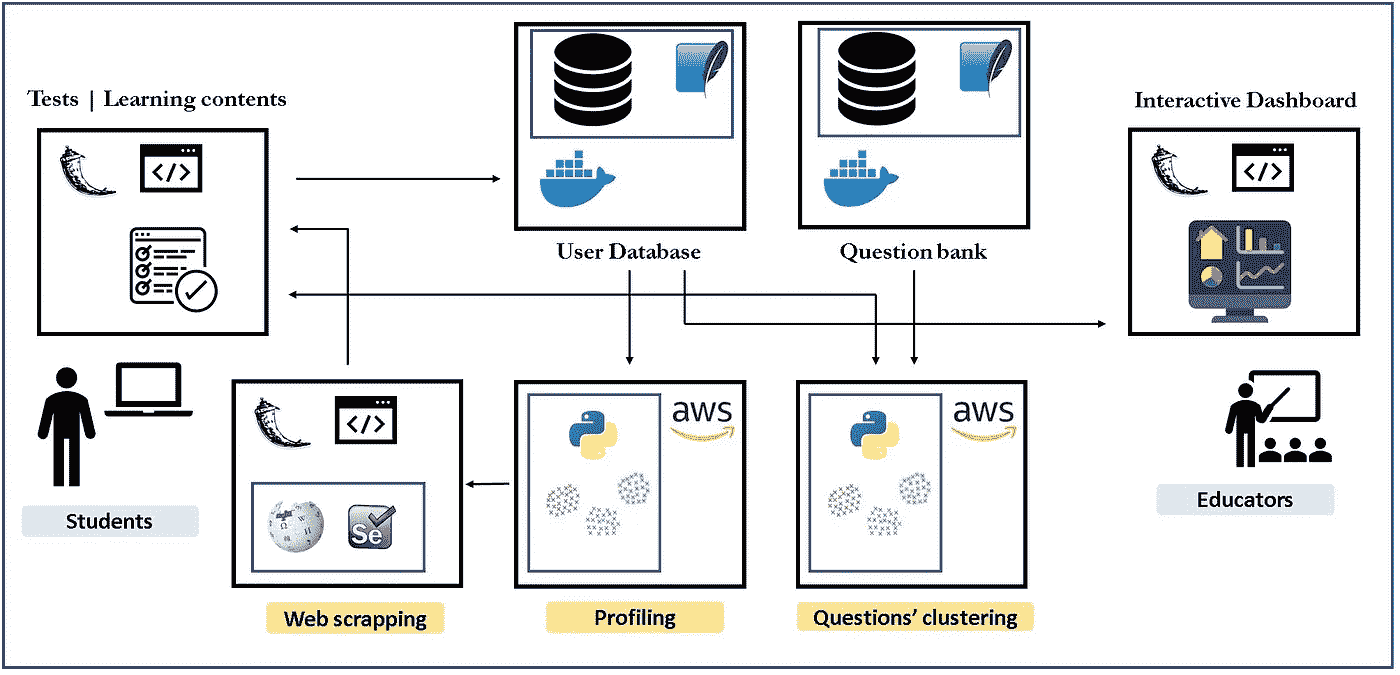 Tests | Learning contents
Interactive Dashboard
</>
</>
User Database
Question bank
Students
</>
Se
aws
aws
Educators
Web scrapping
Profiling
Questions' clustering